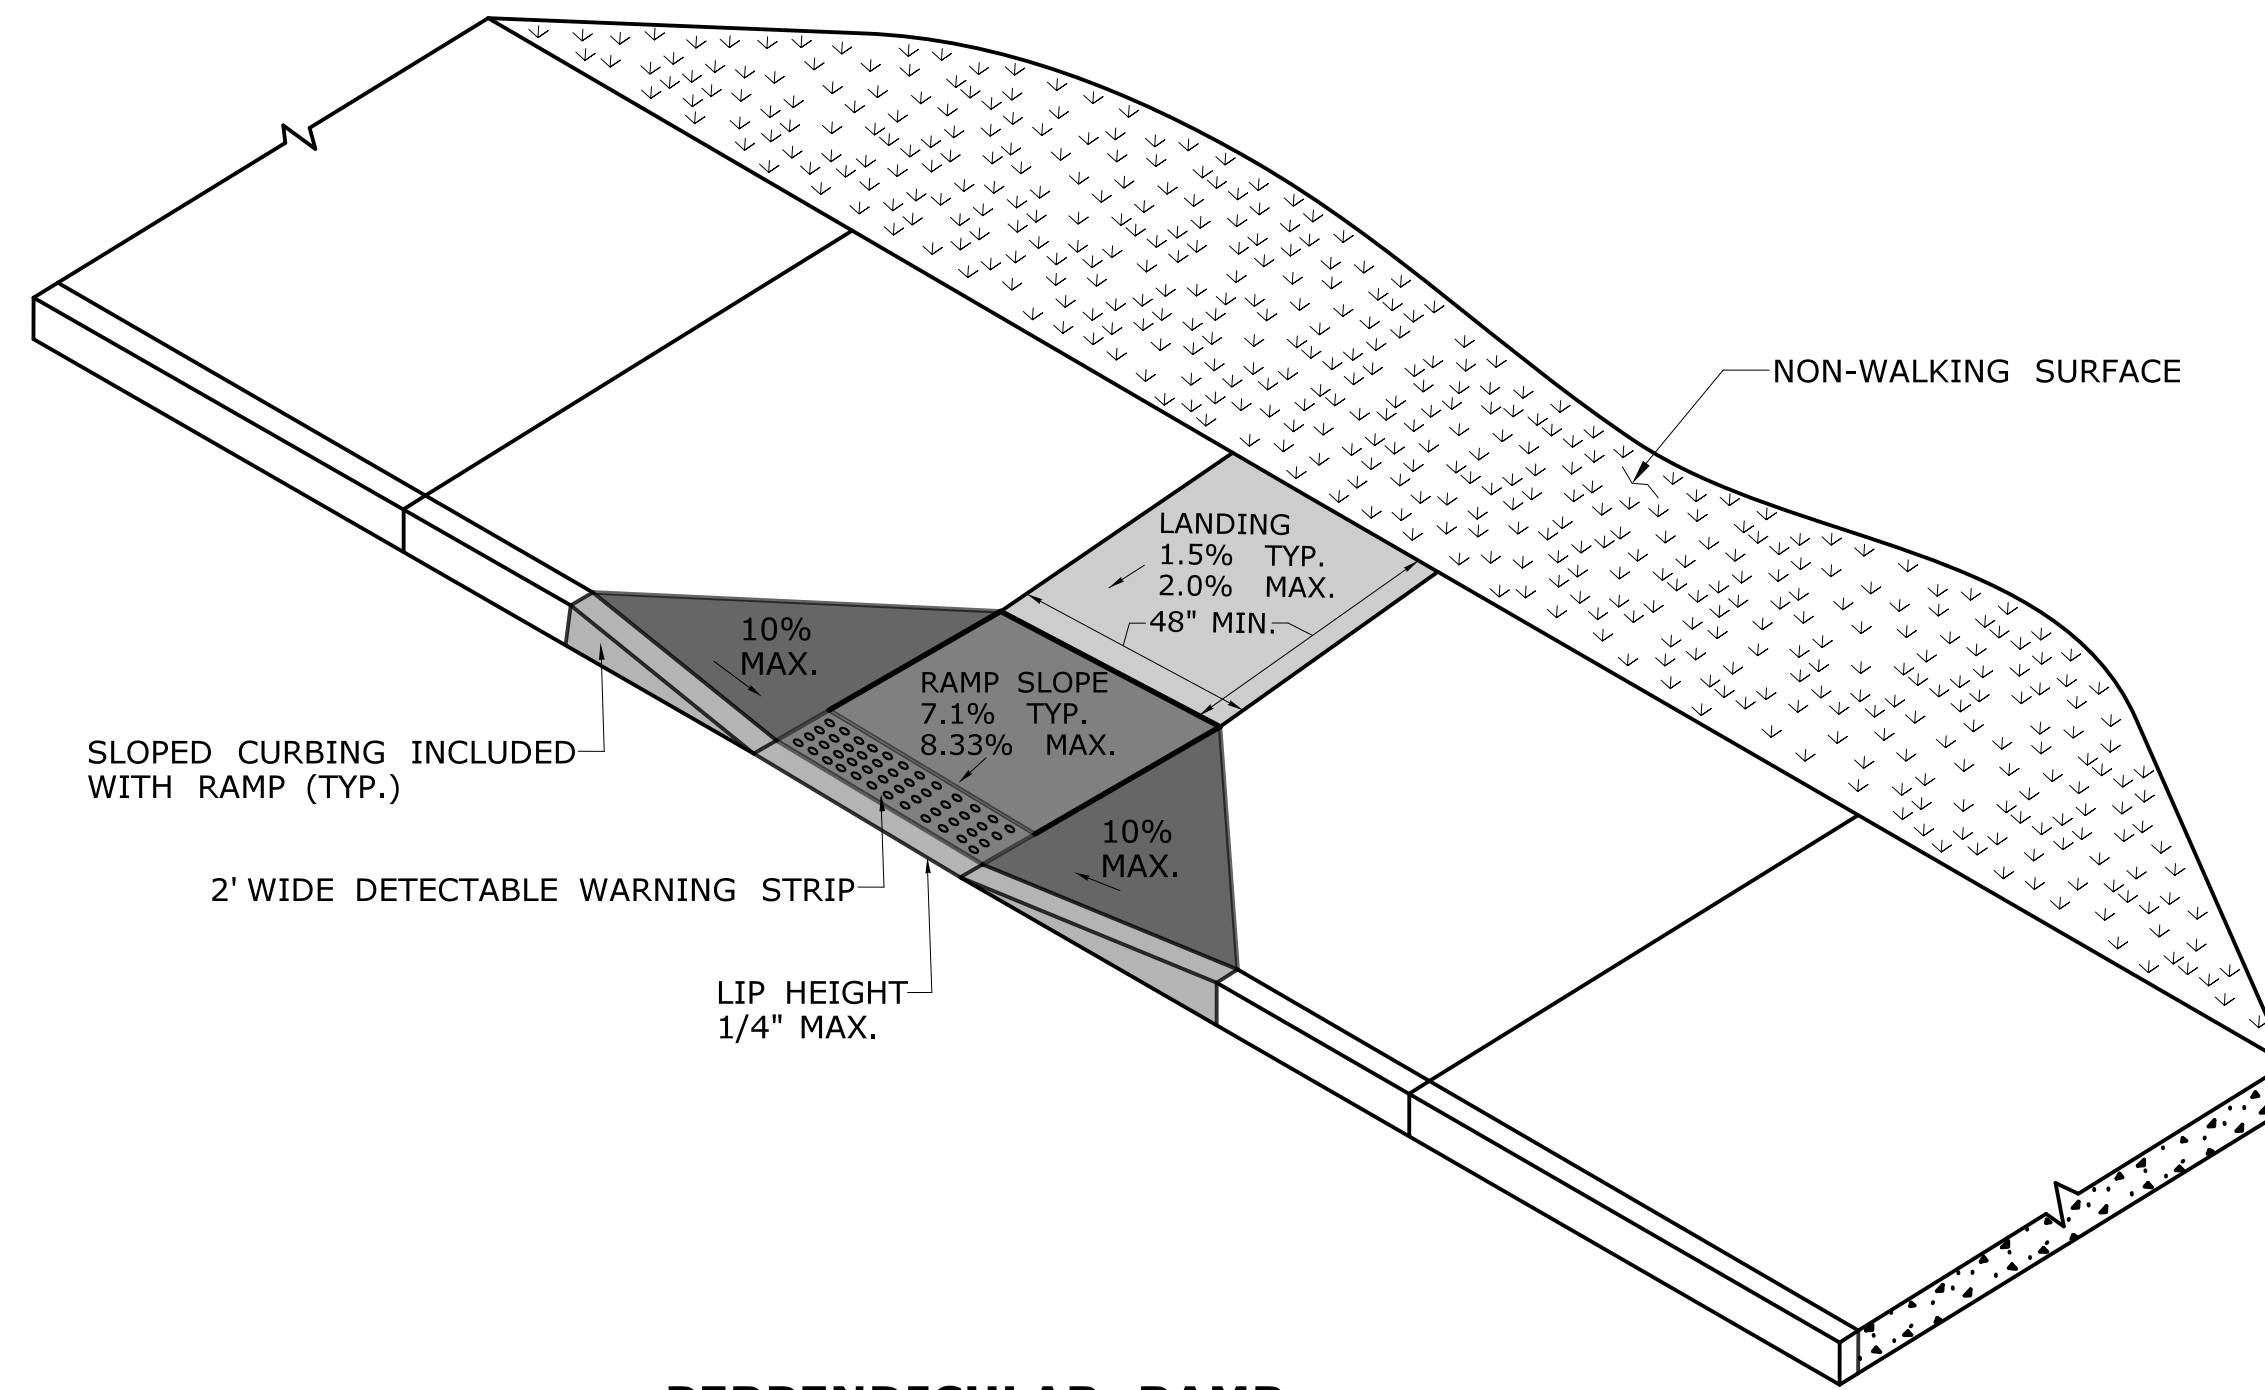 NON-WALKING SURFACE
LANDING
1.5% TYP.
2.0% MAX.
48" MIN.
10%
MAX.
RAMP SLOPE
7.1% TYP.
8.33% MAX.
SLOPED CURBING INCLUDED
WITH RAMP (TYP.)
10%
MAX.
2' WIDE DETECTABLE WARNING STRIP
LIP HEIGHT
1/4" MAX.
PERPENDICULAR RAMP